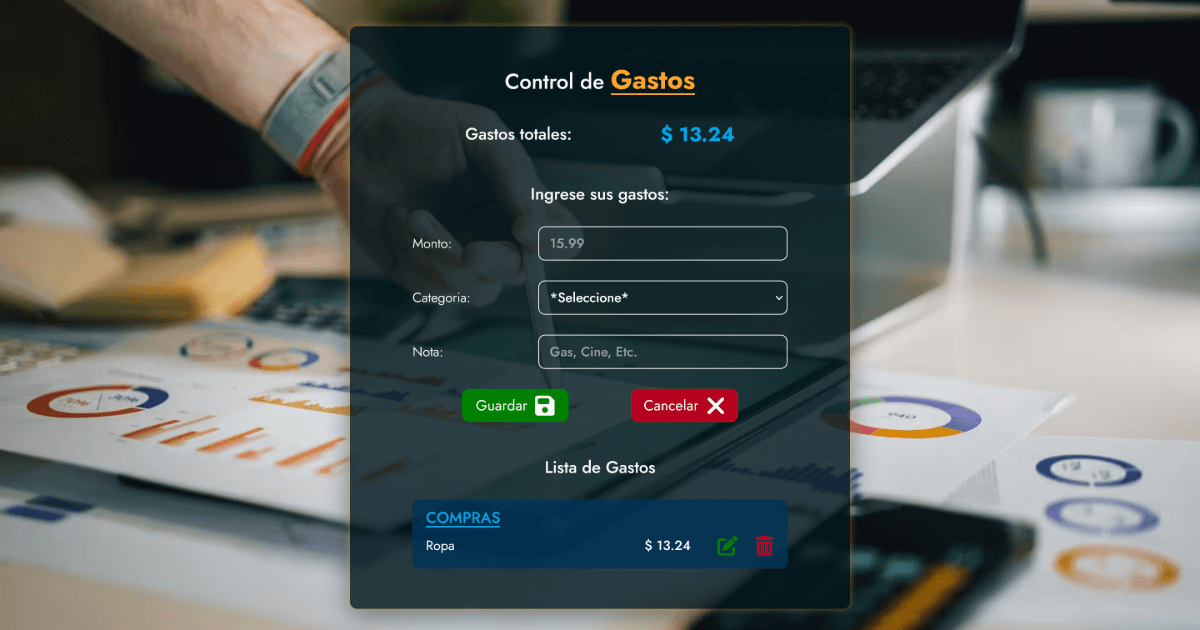 Control de Gastos
Gastos totales: $ 13.24
Ingrese sus gastos:
Monto: 15.99
Categoria: *Seleccione*
Nota: Gas, Cine, Etc.
Guardar Cancelar
Lista de Gastos
COMPRAS
Ropa $ 13.24